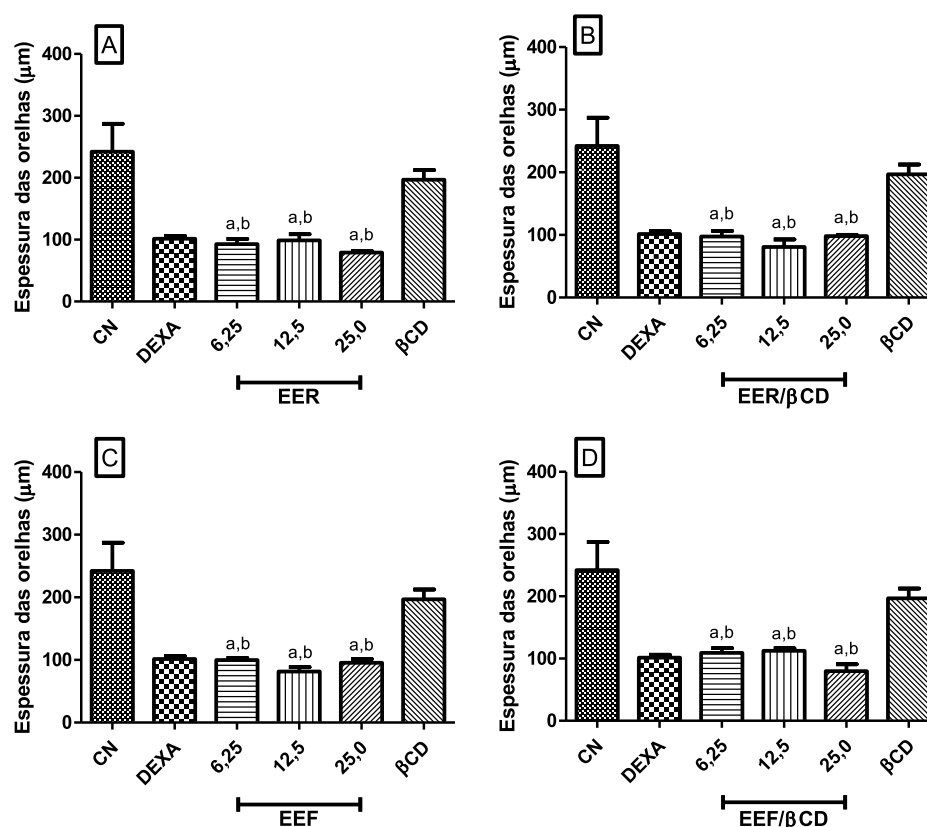 A
Espessura das orelhas (μm)
400
300
200
100
0
a,b
a,b
a,b
CN
DEXA
6,25
12,5
25,0
βCD
EER
B
Espessura das orelhas (μm)
400
300
200
100
0
a,b
a,b
a,b
CN
DEXA
6,25
12,5
25,0
βCD
EER/βCD
C
Espessura das orelhas (μm)
400
300
200
100
0
a,b
a,b
a,b
CN
DEXA
6,25
12,5
25,0
βCD
EEF
D
Espessura das orelhas (μm)
400
300
200
100
0
a,b
a,b
a,b
CN
DEXA
6,25
12,5
25,0
βCD
EEF/βCD